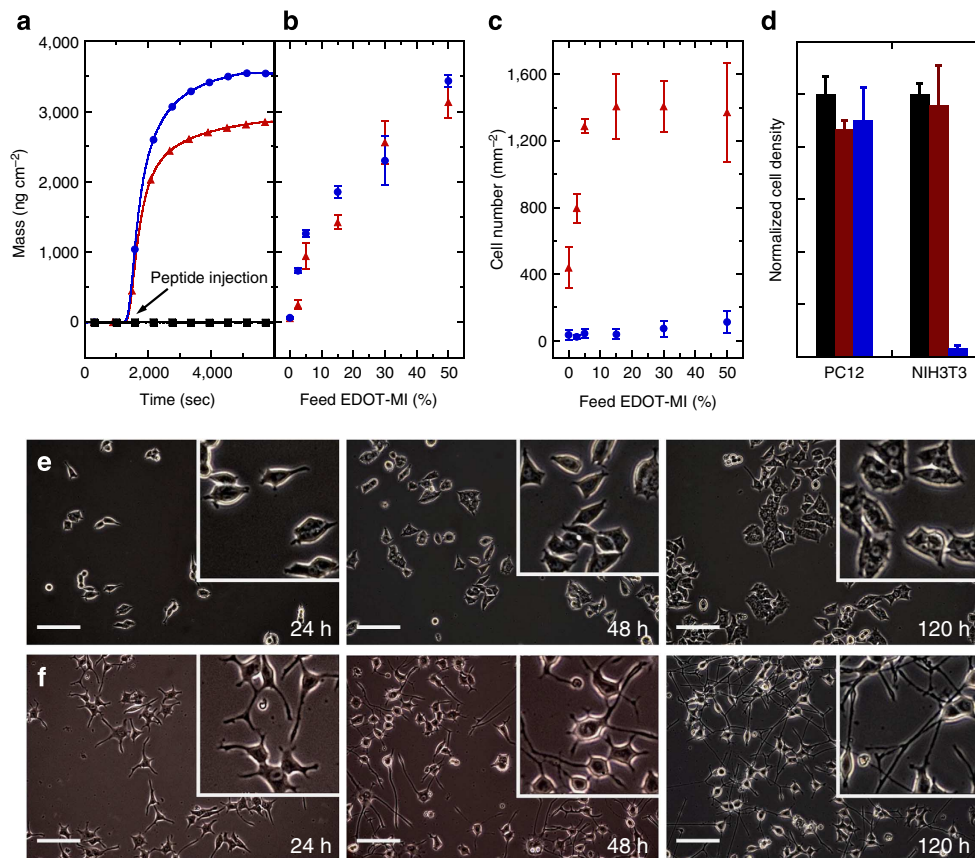 a
b
c
d
4,000
3,000
2,000
1,000
0
Mass (ng cm−2)
Peptide injection
0 2,000 4,000
Time (sec)
0 10 20 30 40 50
Feed EDOT-MI (%)
1,600
1,200
800
400
0
Cell number (mm−2)
0 10 20 30 40 50
Feed EDOT-MI (%)
Normalized cell density
PC12 NIH3T3
e
24 h
48 h
120 h
f
24 h
48 h
120 h